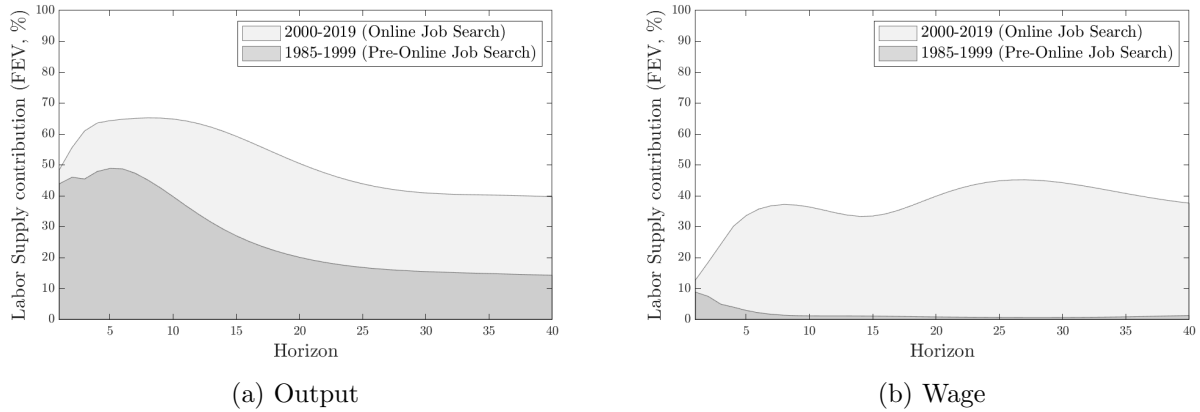 Labor Supply contribution (FEV, %)
100
90
80
70
60
50
40
30
20
10
0
2000-2019 (Online Job Search)
1985-1999 (Pre-Online Job Search)
5 10 15 20 25 30 35 40
Horizon
(a) Output
Labor Supply contribution (FEV, %)
100
90
80
70
60
50
40
30
20
10
0
2000-2019 (Online Job Search)
1985-1999 (Pre-Online Job Search)
5 10 15 20 25 30 35 40
Horizon
(b) Wage